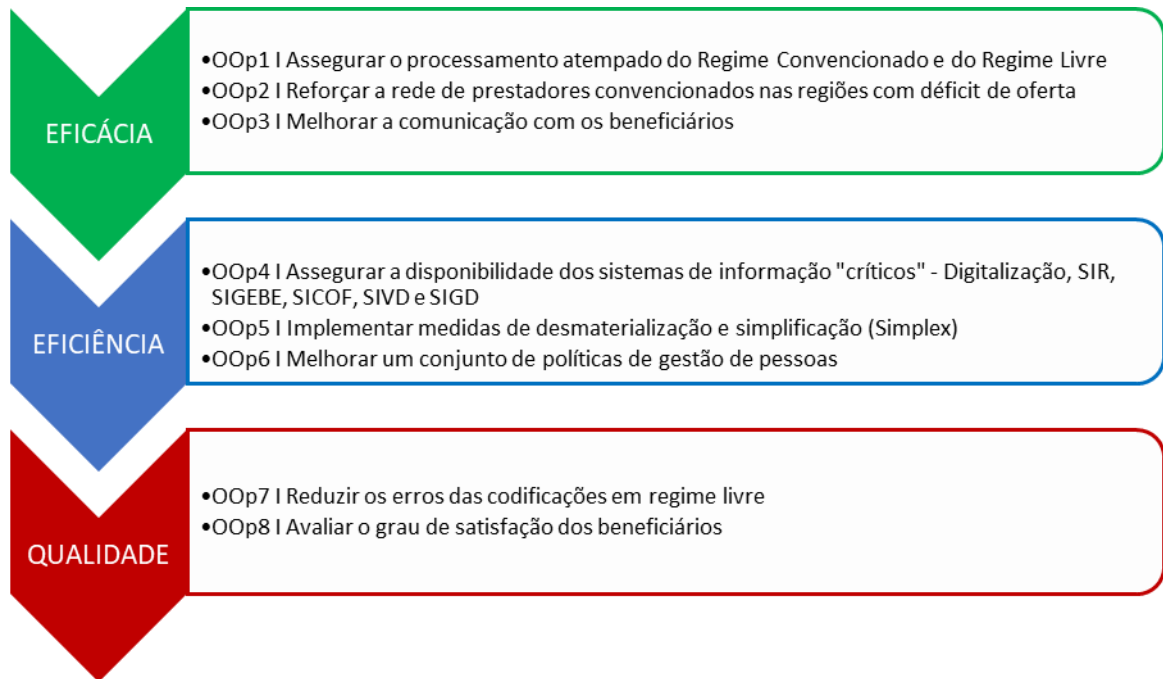 EFICÁCIA
•OOp1 I Assegurar o processamento atempado do Regime Convencionado e do Regime Livre
•OOp2 I Reforçar a rede de prestadores convencionados nas regiões com déficit de oferta
•OOp3 I Melhorar a comunicação com os beneficiários
EFICIÊNCIA
•OOp4 I Assegurar a disponibilidade dos sistemas de informação "críticos" - Digitalização, SIR,
SIGEBE, SICOF, SIVD e SIGD
•OOp5 I Implementar medidas de desmaterialização e simplificação (Simplex)
•OOp6 I Melhorar um conjunto de políticas de gestão de pessoas
QUALIDADE
•OOp7 I Reduzir os erros das codificações em regime livre
•OOp8 I Avaliar o grau de satisfação dos beneficiários